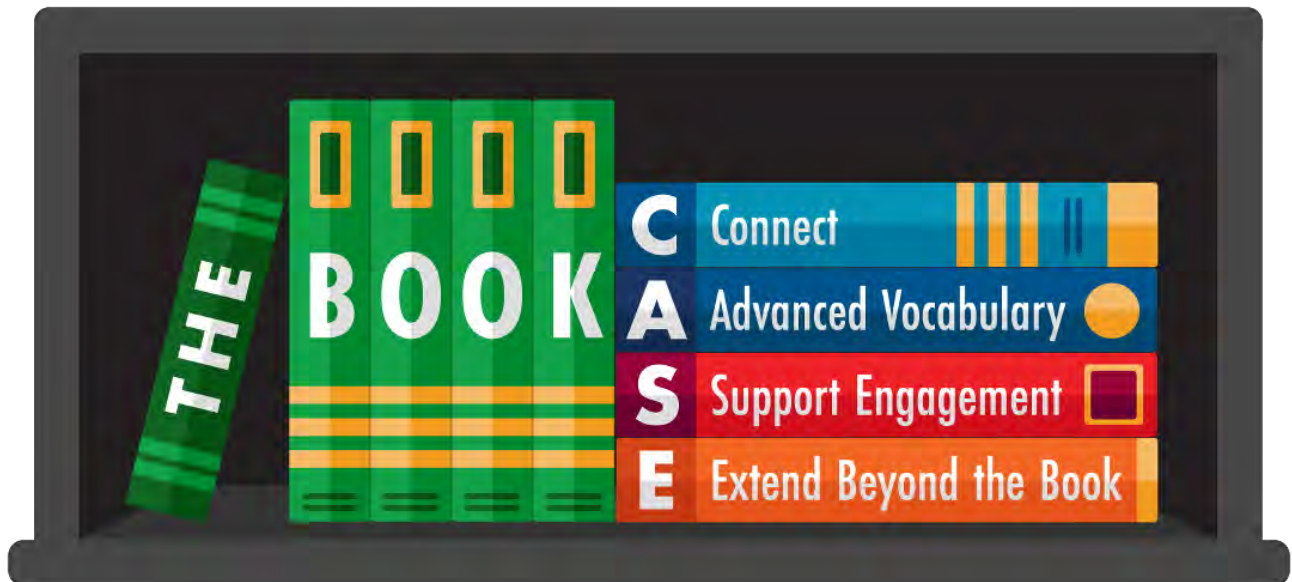 THE
BOOK
C Connect
A Advanced Vocabulary
S Support Engagement
E Extend Beyond the Book